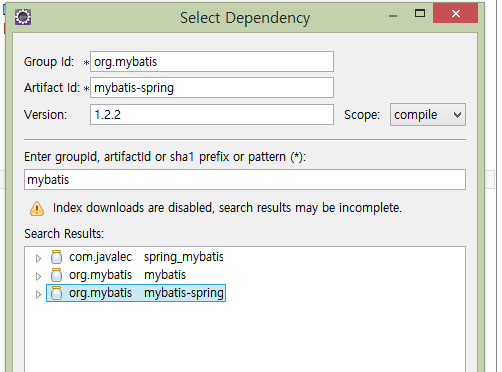 Select Dependency
Group Id: * org.mybatis
Artifact Id: * mybatis-spring
Version: 1.2.2 Scope: compile
Enter groupId, artifactId or sha1 prefix or pattern (*):
mybatis
Index downloads are disabled, search results may be incomplete.
Search Results:
com.javalec spring_mybatis
org.mybatis mybatis
org.mybatis mybatis-spring